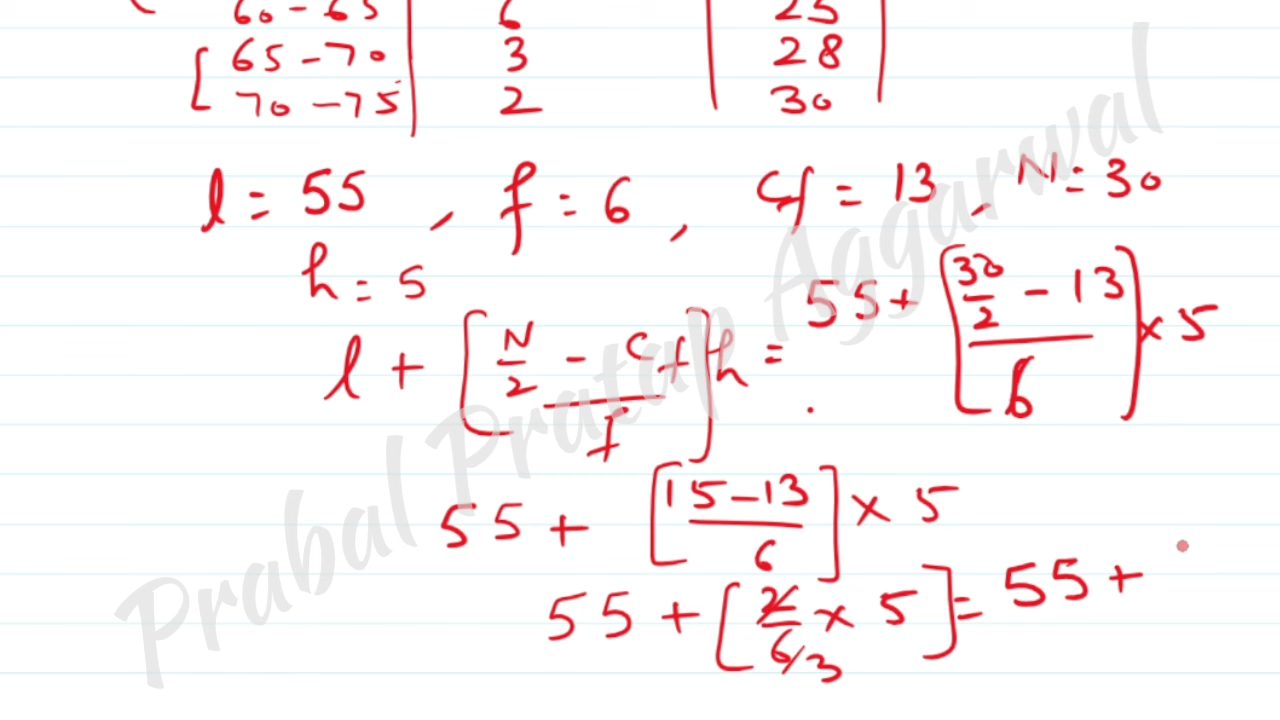 60 - 65 | 6 | 25
[ 65 - 70 | 3 | 28
70 - 75 | 2 | 30
l = 55 , f = 6 , cf = 13 , N = 30
h = 5
l + [ (N/2 - cf) / f ] h = 55 + [ (30/2 - 13) / 6 ] × 5
55 + [ (15 - 13) / 6 ] × 5
55 + [ 2/6/3 × 5 ] = 55 +
Prabal Pratap Aggarwal